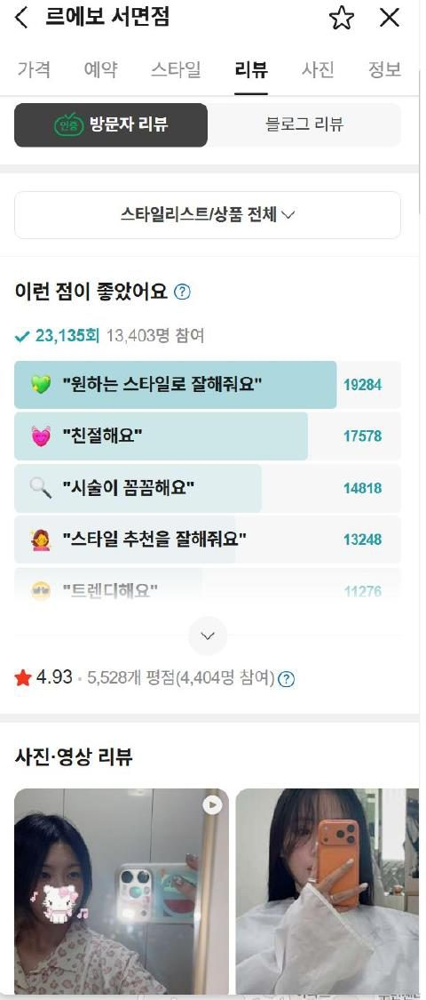 르에보 서면점
가격 예약 스타일 리뷰 사진 정보
인증 방문자 리뷰 블로그 리뷰
스타일리스트/상품 전체
이런 점이 좋았어요 ?
23,135회 13,403명 참여
"원하는 스타일로 잘해줘요" 19284
"친절해요" 17578
"시술이 꼼꼼해요" 14818
"스타일 추천을 잘해줘요" 13248
"트렌디해요" 11276
4.93 · 5,528개 평점(4,404명 참여) ?
사진·영상 리뷰